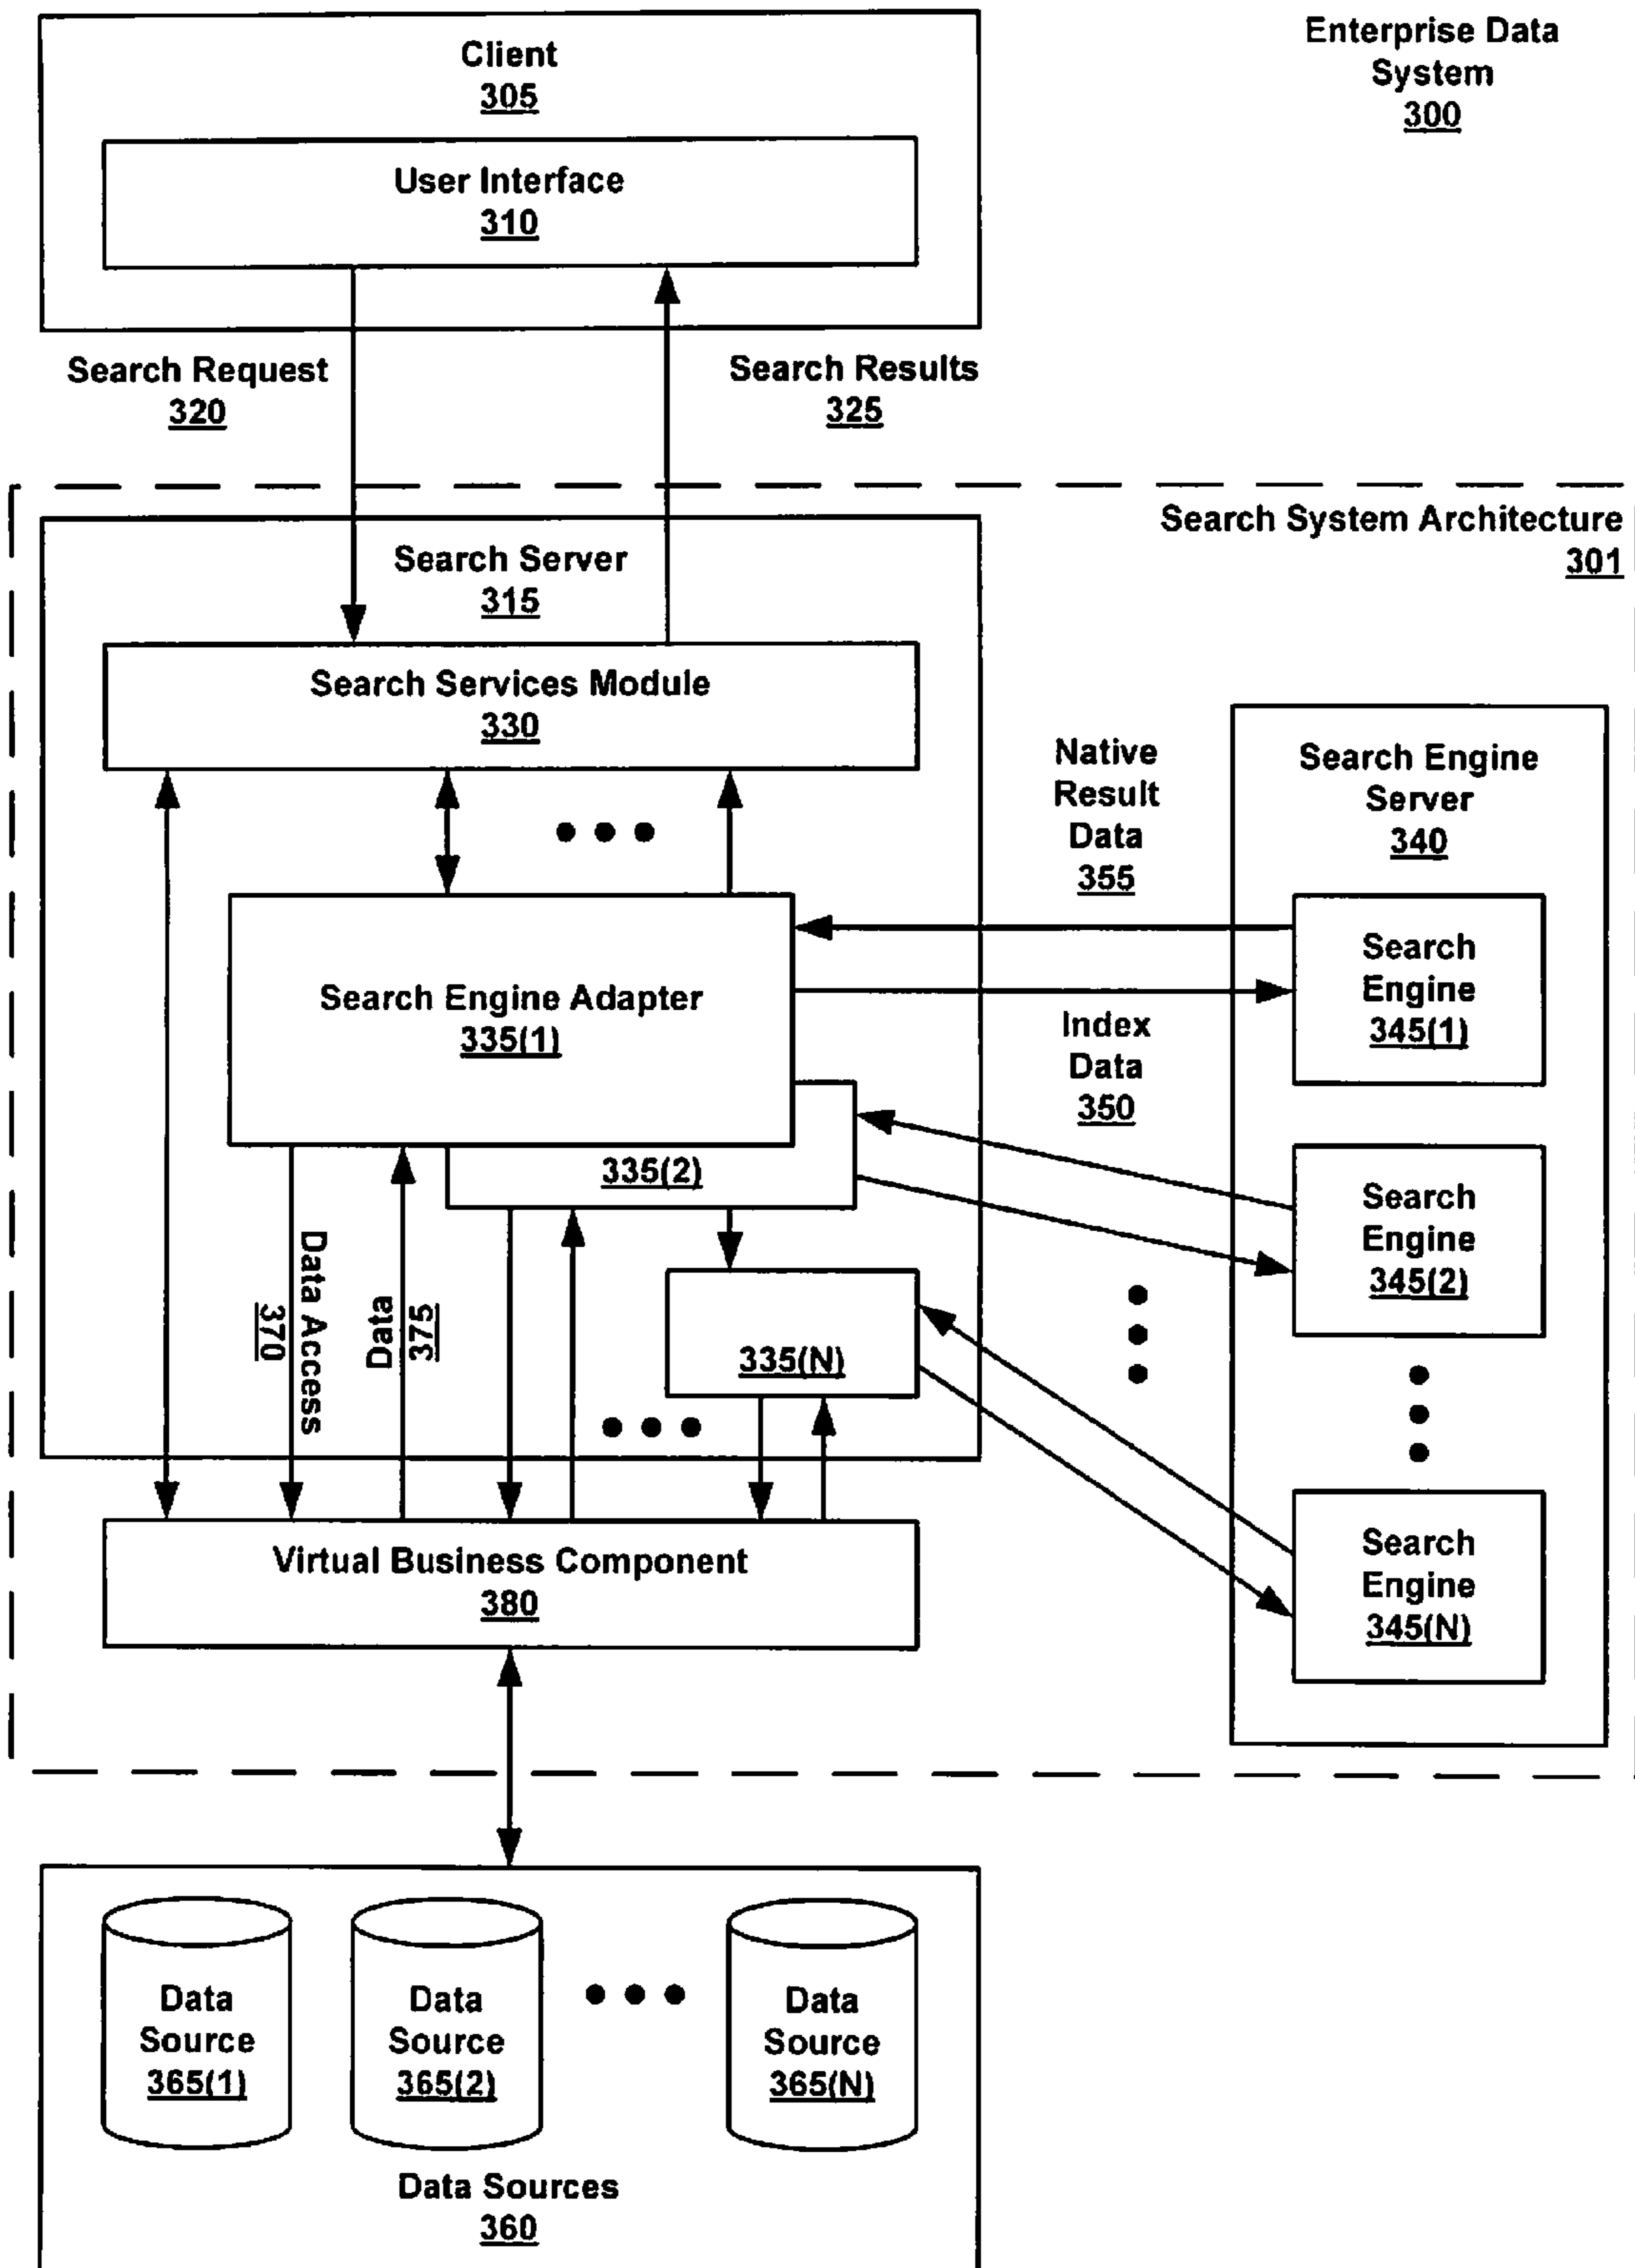 Client
305
Enterprise Data
System
300
User Interface
310
Search Request
320
Search Results
325
Search System Architecture
301
Search Server
315
Search Services Module
330
Native
Result
Data
355
Search Engine
Server
340
Search Engine Adapter
335(1)
Search
Engine
345(1)
Index
Data
350
335(2)
Search
Engine
345(2)
Data Access
370
Data
375
335(N)
Search
Engine
345(N)
Virtual Business Component
380
Data
Source
365(1)
Data
Source
365(2)
Data
Source
365(N)
Data Sources
360